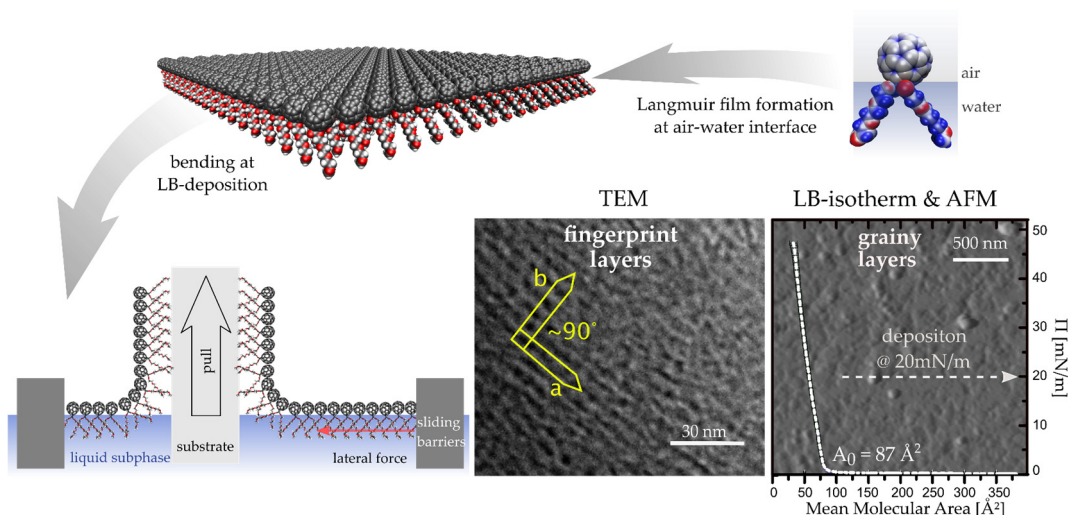 air
water
Langmuir film formation
at air-water interface
bending at
LB-deposition
TEM
LB-isotherm & AFM
pull
substrate
liquid subphase
lateral force
sliding
barriers
fingerprint
layers
b
~90°
a
30 nm
grainy
layers
500 nm
depositon
@ 20mN/m
A0 = 87 Å²
50
40
30
20
10
0
Π [mN/m]
0 50 100 150 200 250 300 350
Mean Molecular Area [Å²]